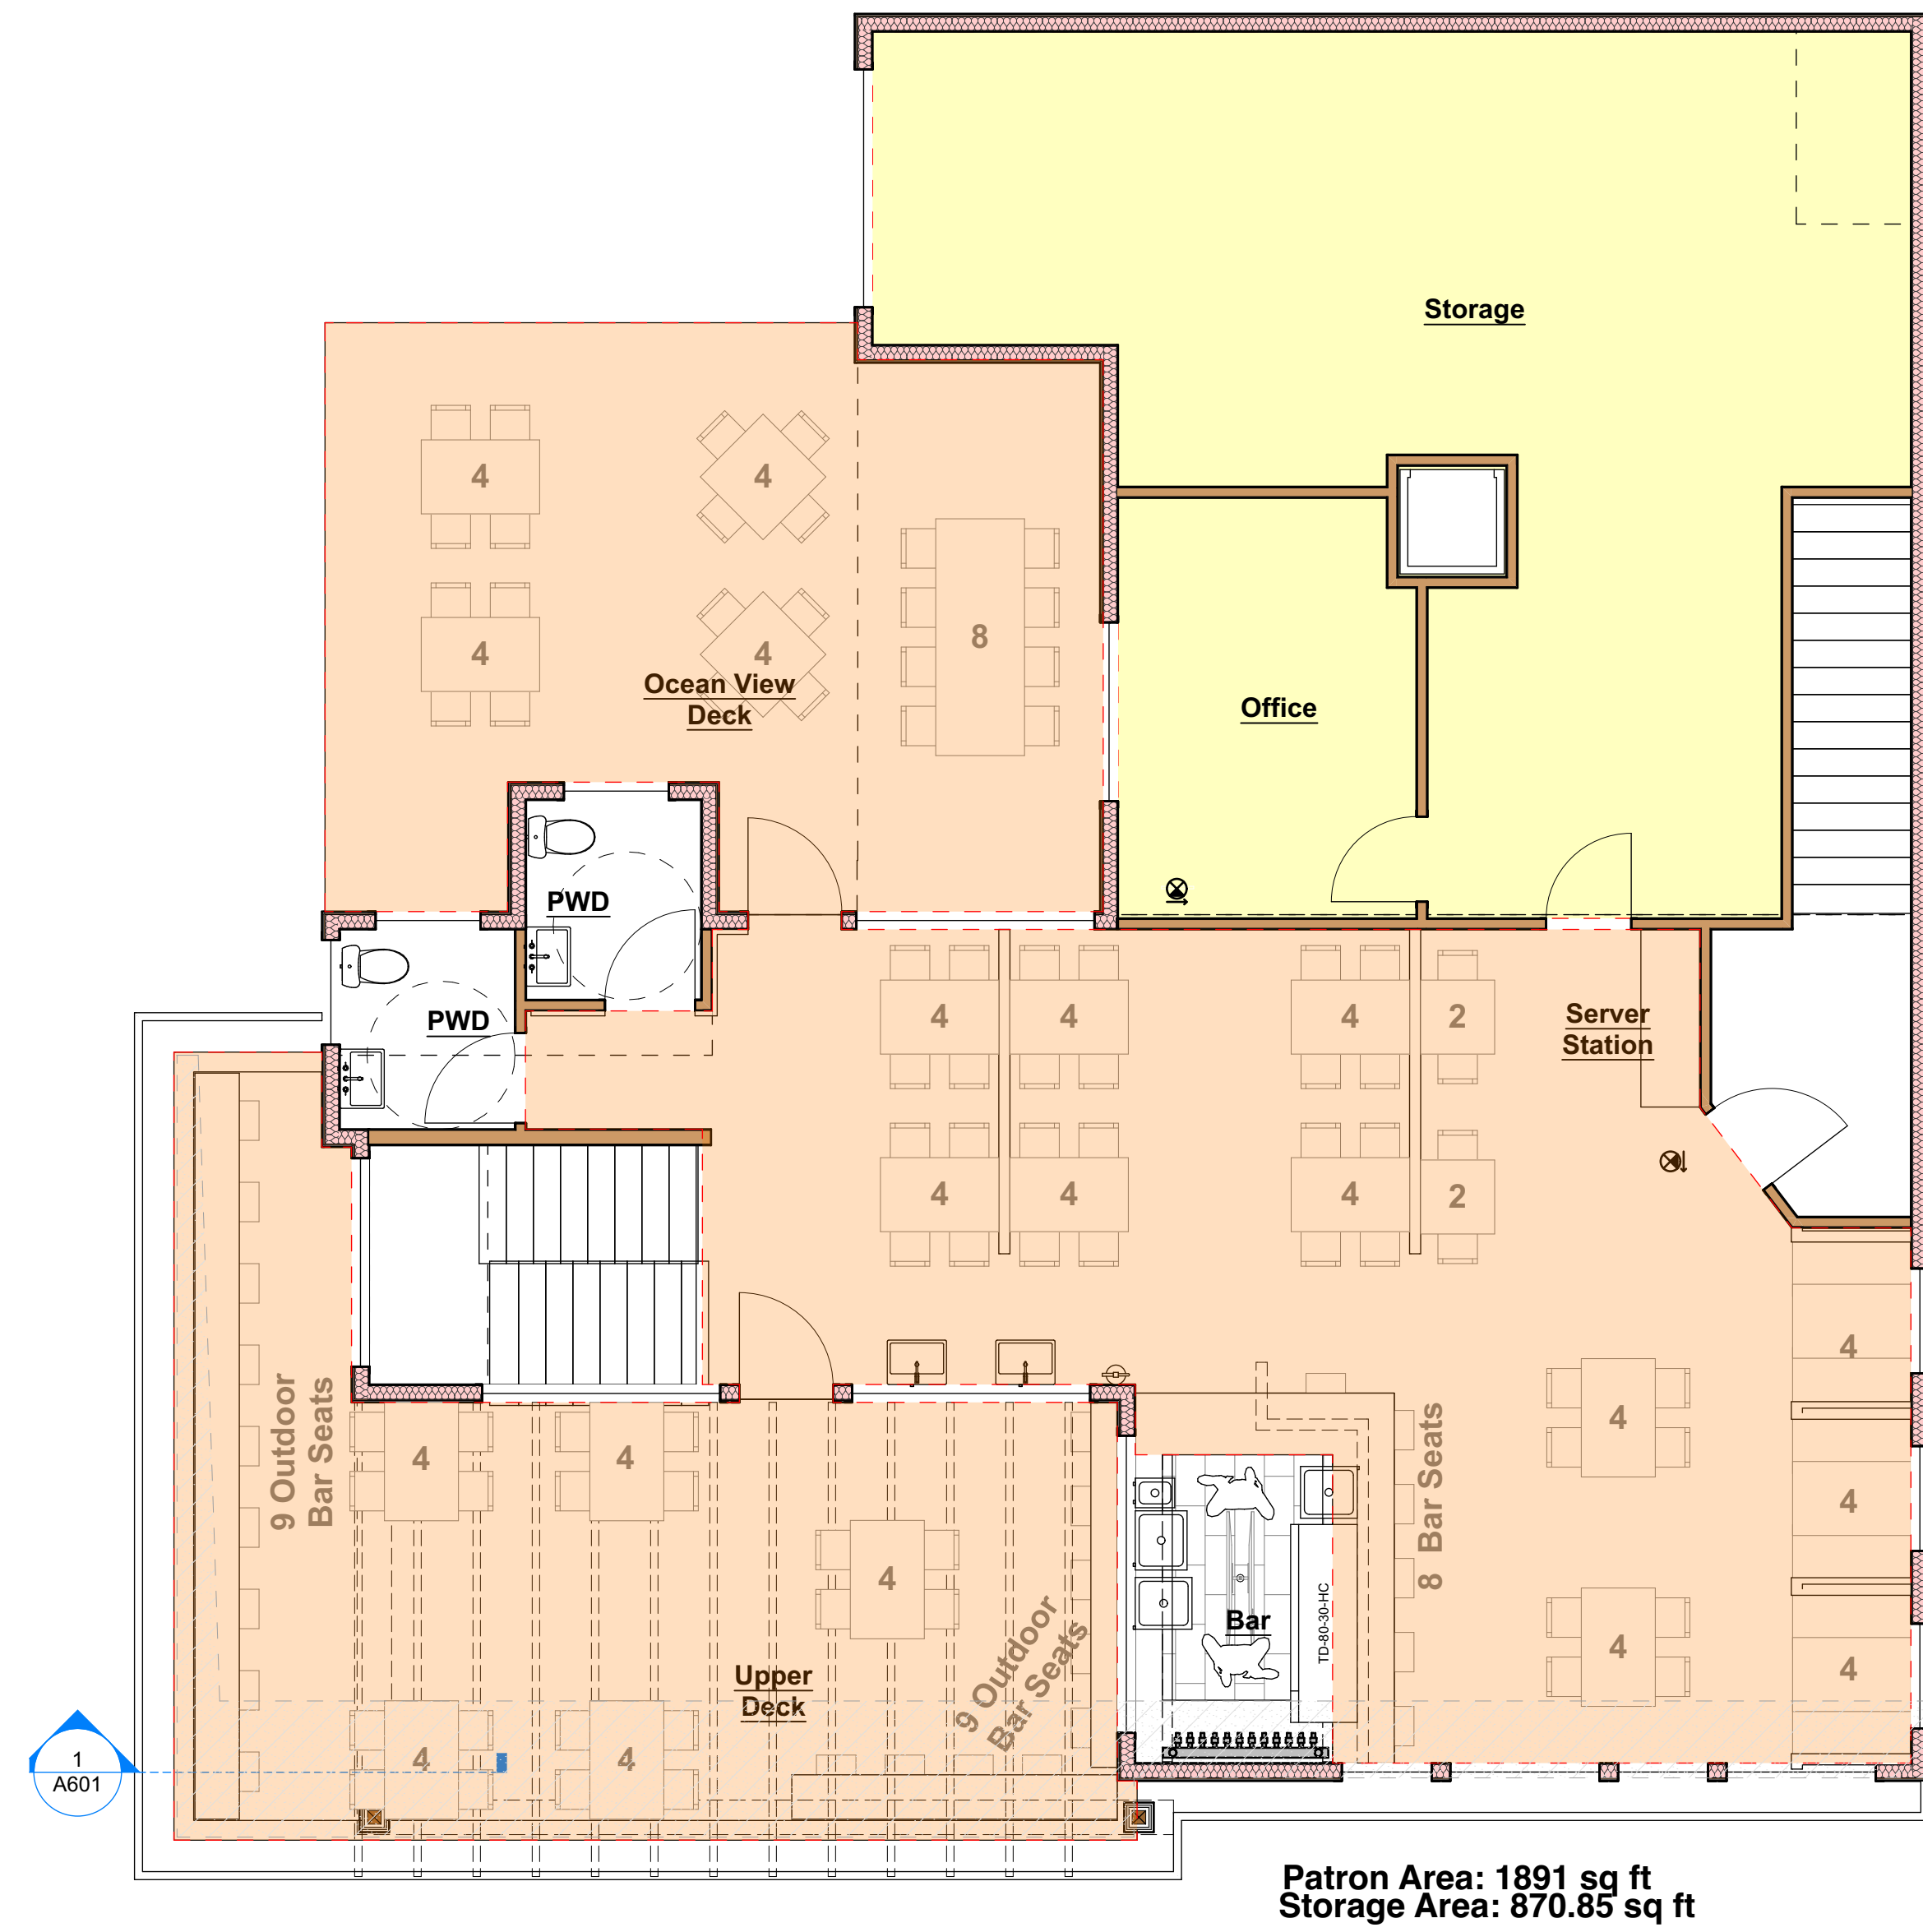 Storage
4
4
8
4
4
Ocean View
Deck
Office
PWD
PWD
4
4
4
2
Server
Station
4
4
4
2
4
9 Outdoor
Bar Seats
4
4
8 Bar Seats
4
4
4
TD-80-30-HC
Bar
9 Outdoor
Bar Seats
4
4
Upper
Deck
4
4
1
A601
Patron Area: 1891 sq ft
Storage Area: 870.85 sq ft